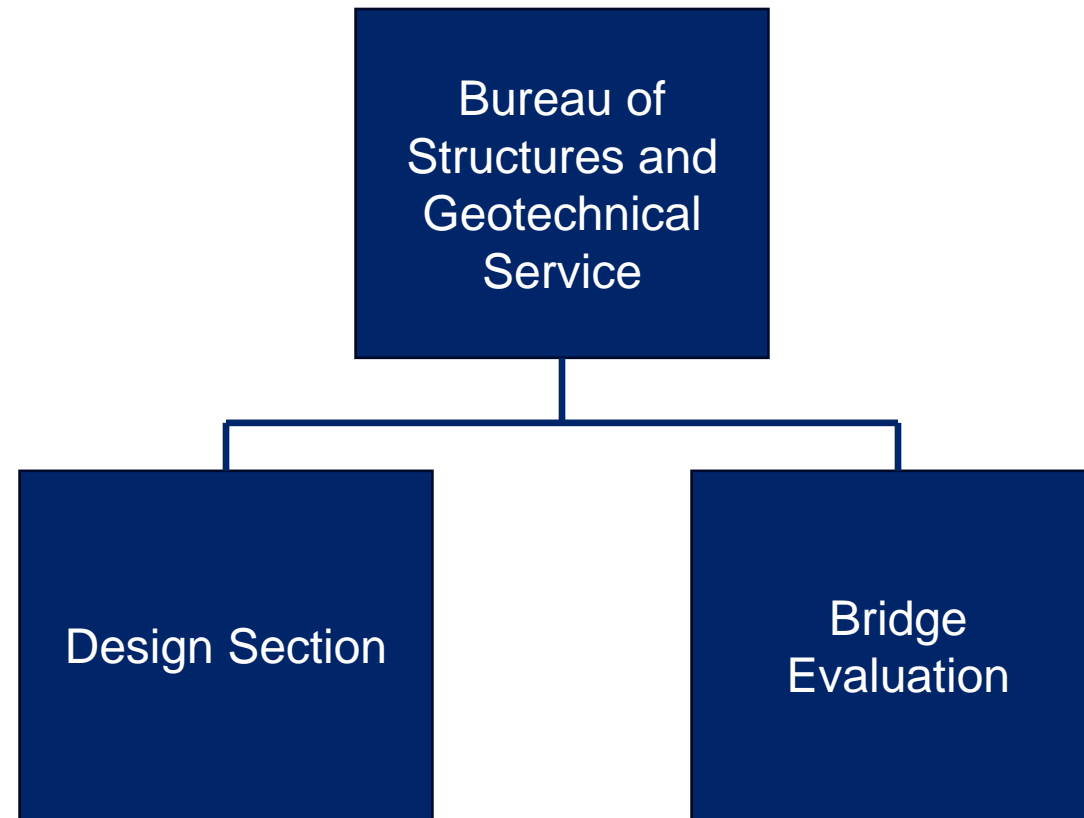 Bureau of
Structures and
Geotechnical
Service
Design Section
Bridge
Evaluation